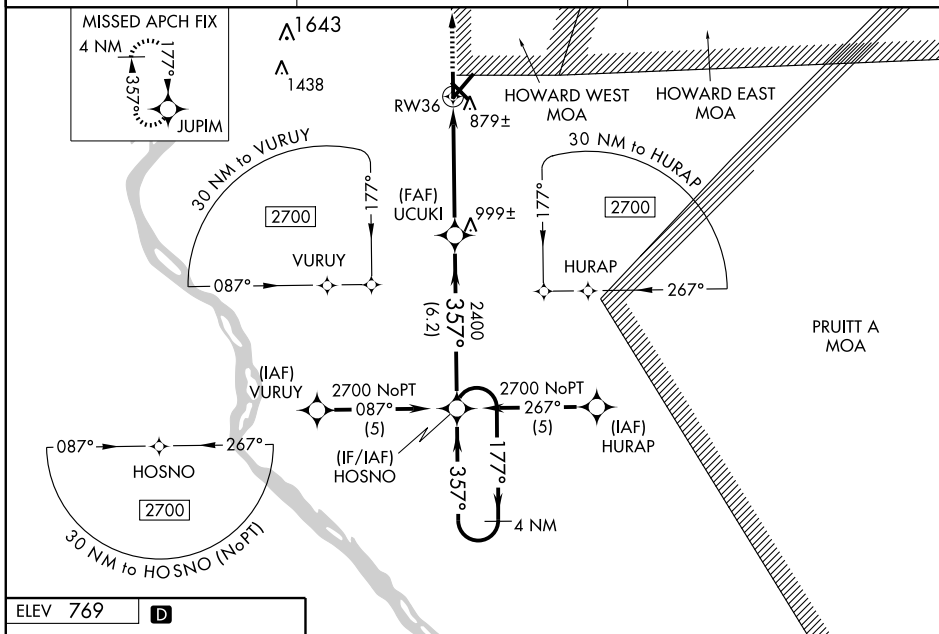 MISSED APCH FIX
4 NM
177°
357°
JUPIM
1643
1438
RW36
879±
HOWARD WEST
MOA
HOWARD EAST
MOA
30 NM to VURUY
2700
177°
VURUY
087°
(FAF)
UCUKI
999±
30 NM to HURAP
2700
177°
HURAP
267°
2400
357°
(6.2)
PRUITT A
MOA
(IAF)
VURUY
2700 NoPT
087°
(5)
2700 NoPT
267°
(5)
(IAF)
HURAP
(IF/IAF)
HOSNO
357°
177°
4 NM
087°
267°
HOSNO
2700
30 NM to HOSNO (NoPT)
ELEV 769
D